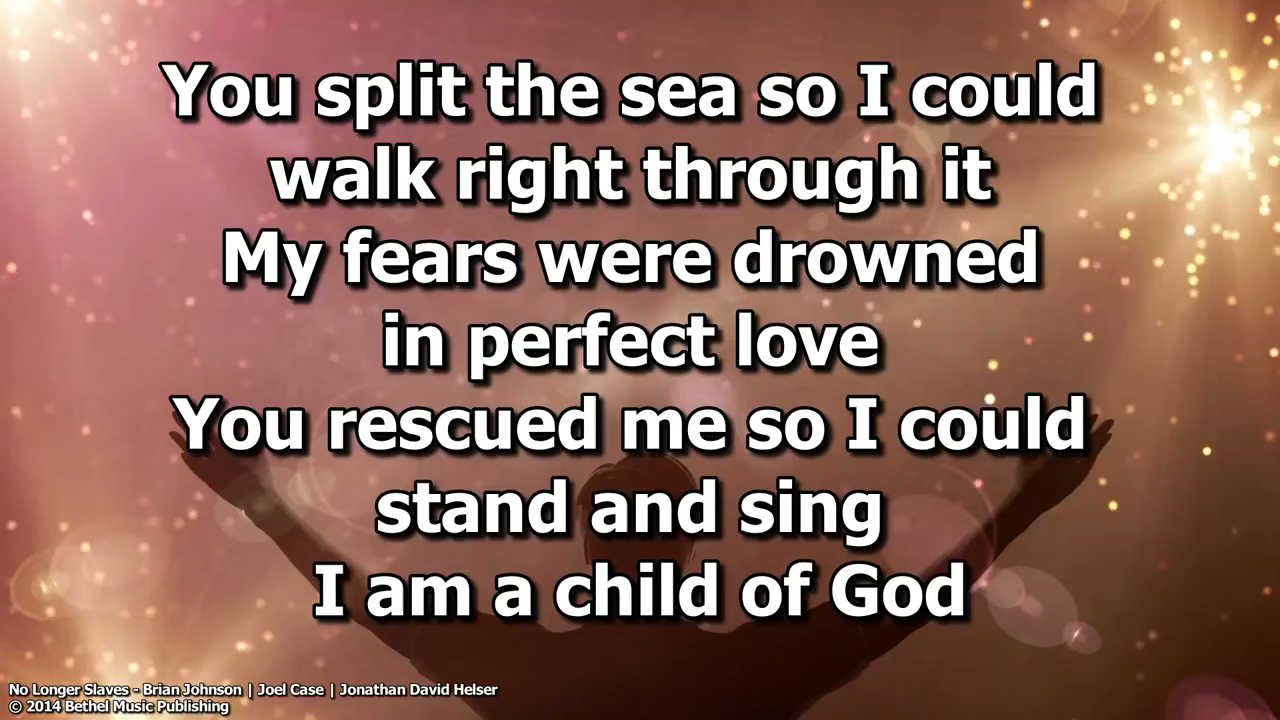 You split the sea so I could
walk right through it
My fears were drowned
in perfect love
You rescued me so I could
stand and sing
I am a child of God
No Longer Slaves - Brian Johnson | Joel Case | Jonathan David Helser
© 2014 Bethel Music Publishing